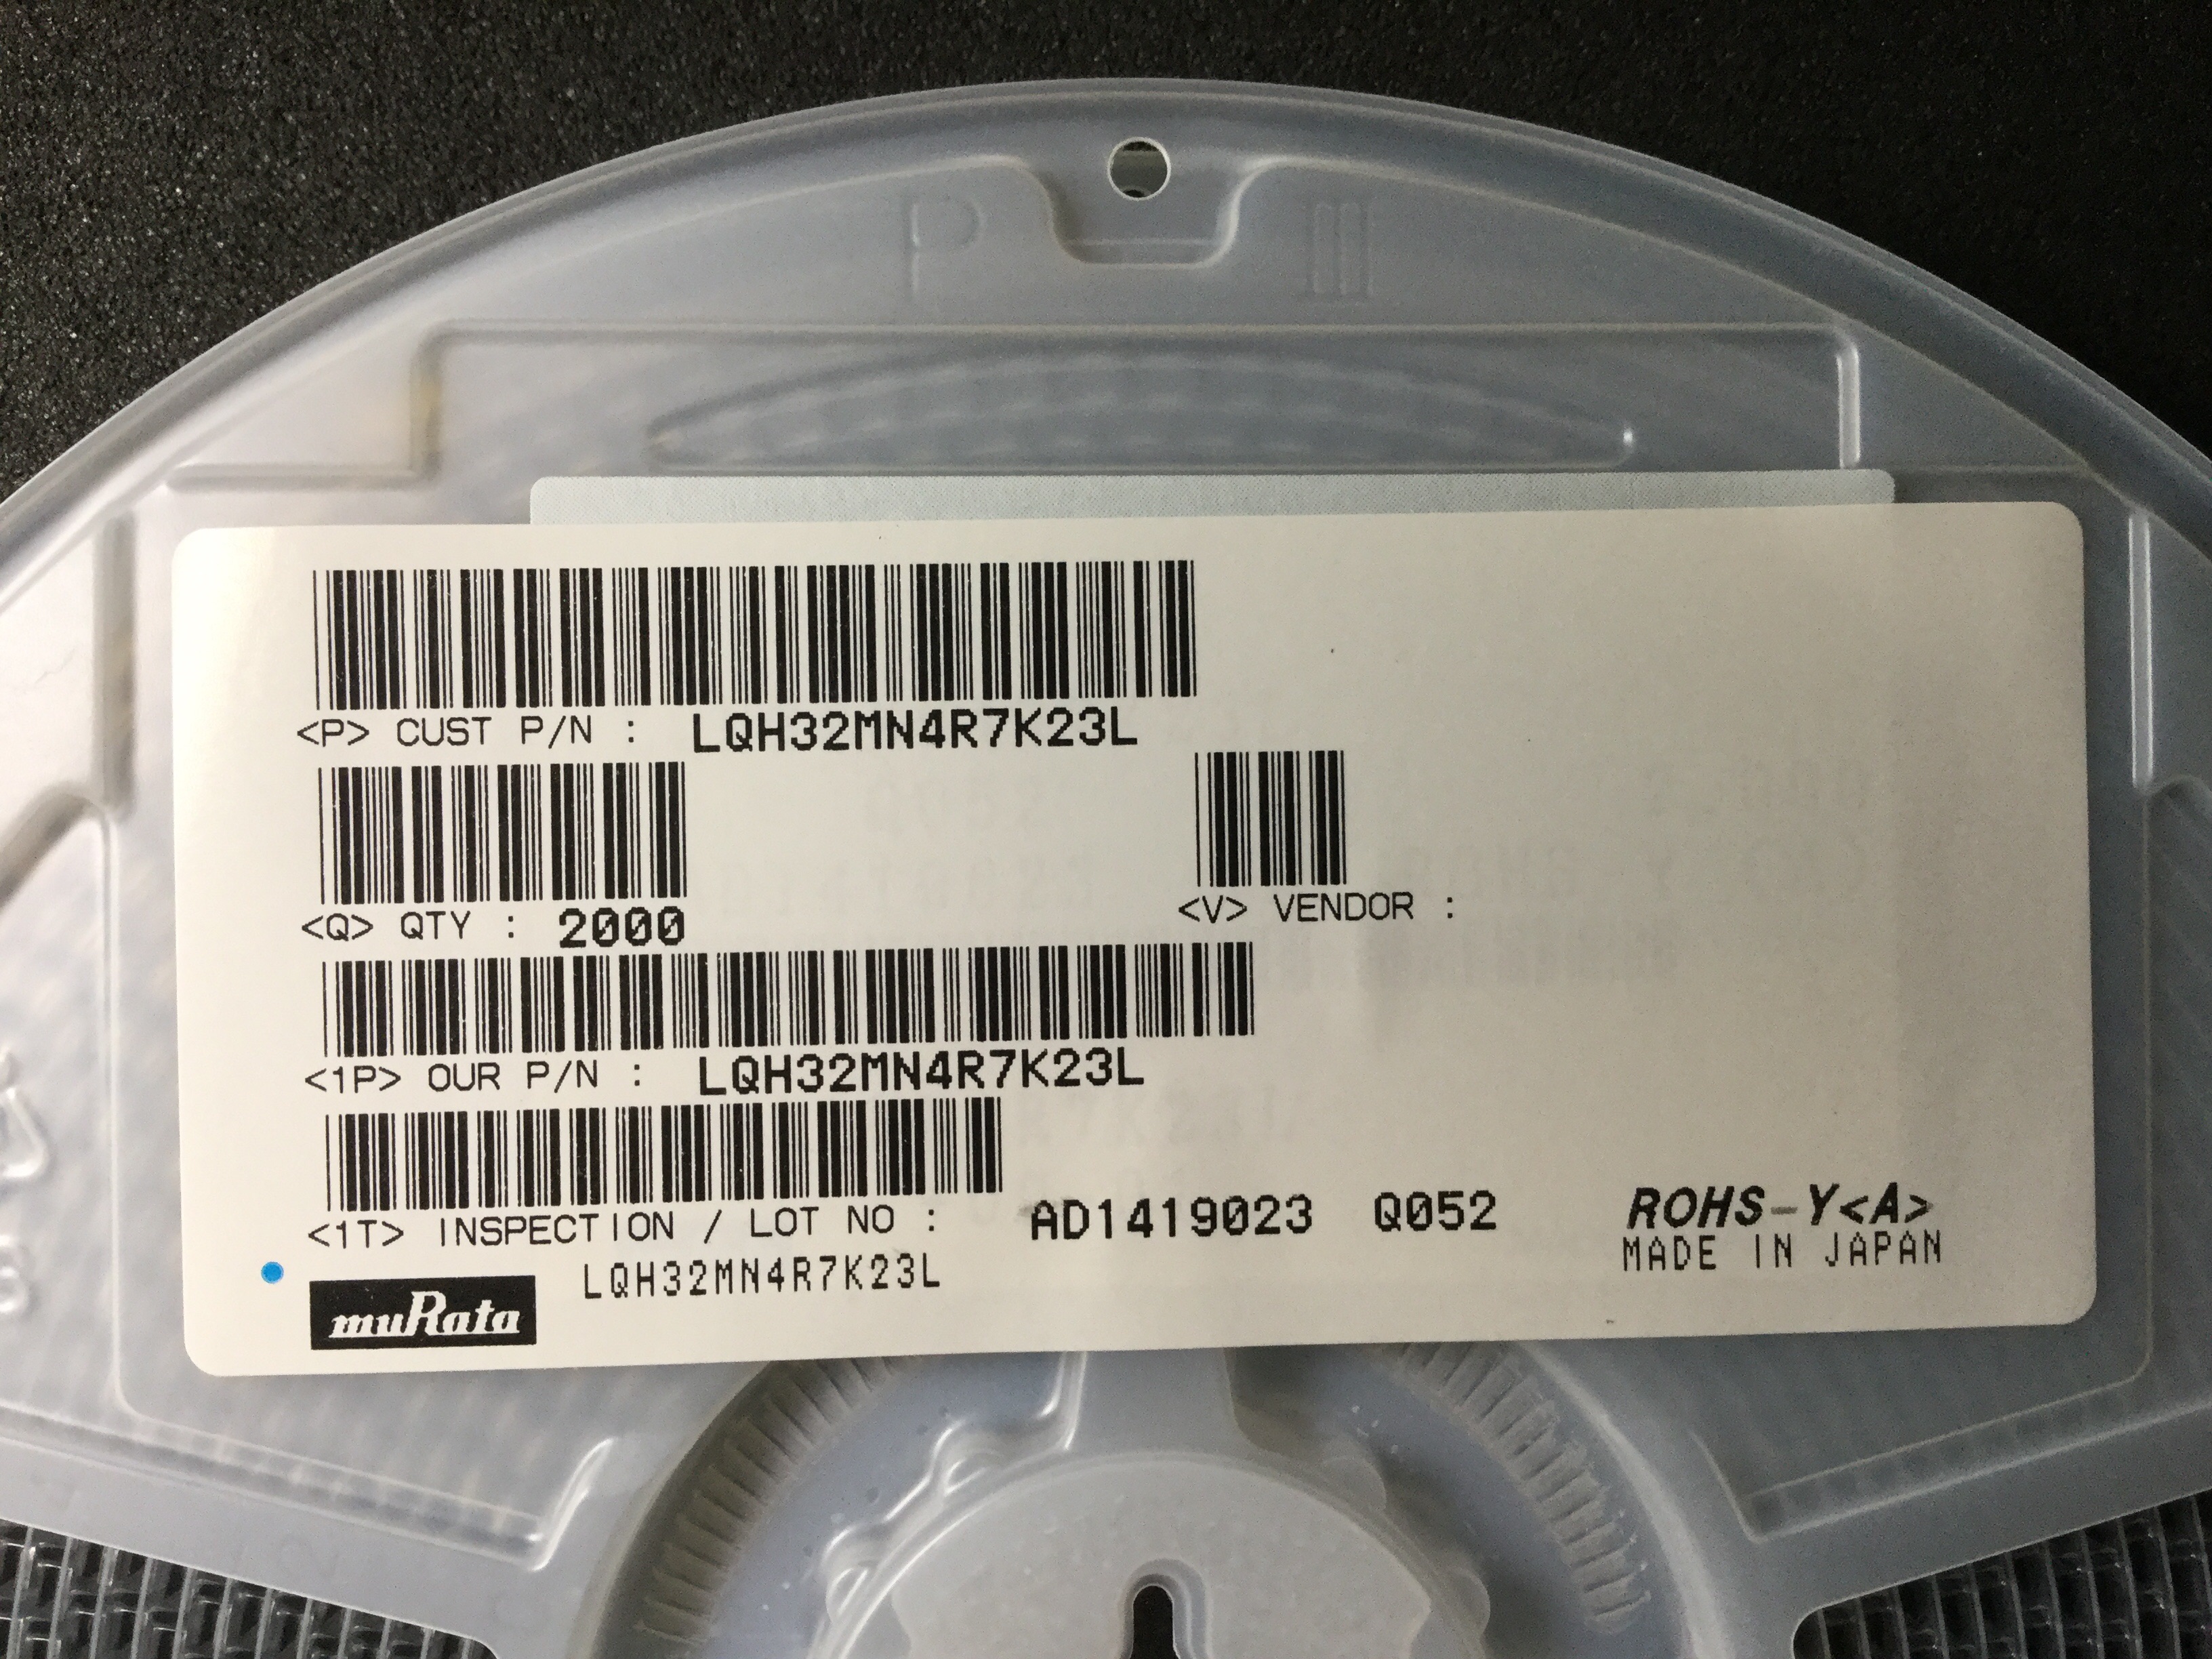 P
<P> CUST P/N : LQH32MN4R7K23L
<Q> QTY : 2000
<V> VENDOR :
<1P> OUR P/N : LQH32MN4R7K23L
<1T> INSPECTION / LOT NO : AD1419023 Q052
ROHS-Y<A>
MADE IN JAPAN
muRata LQH32MN4R7K23L